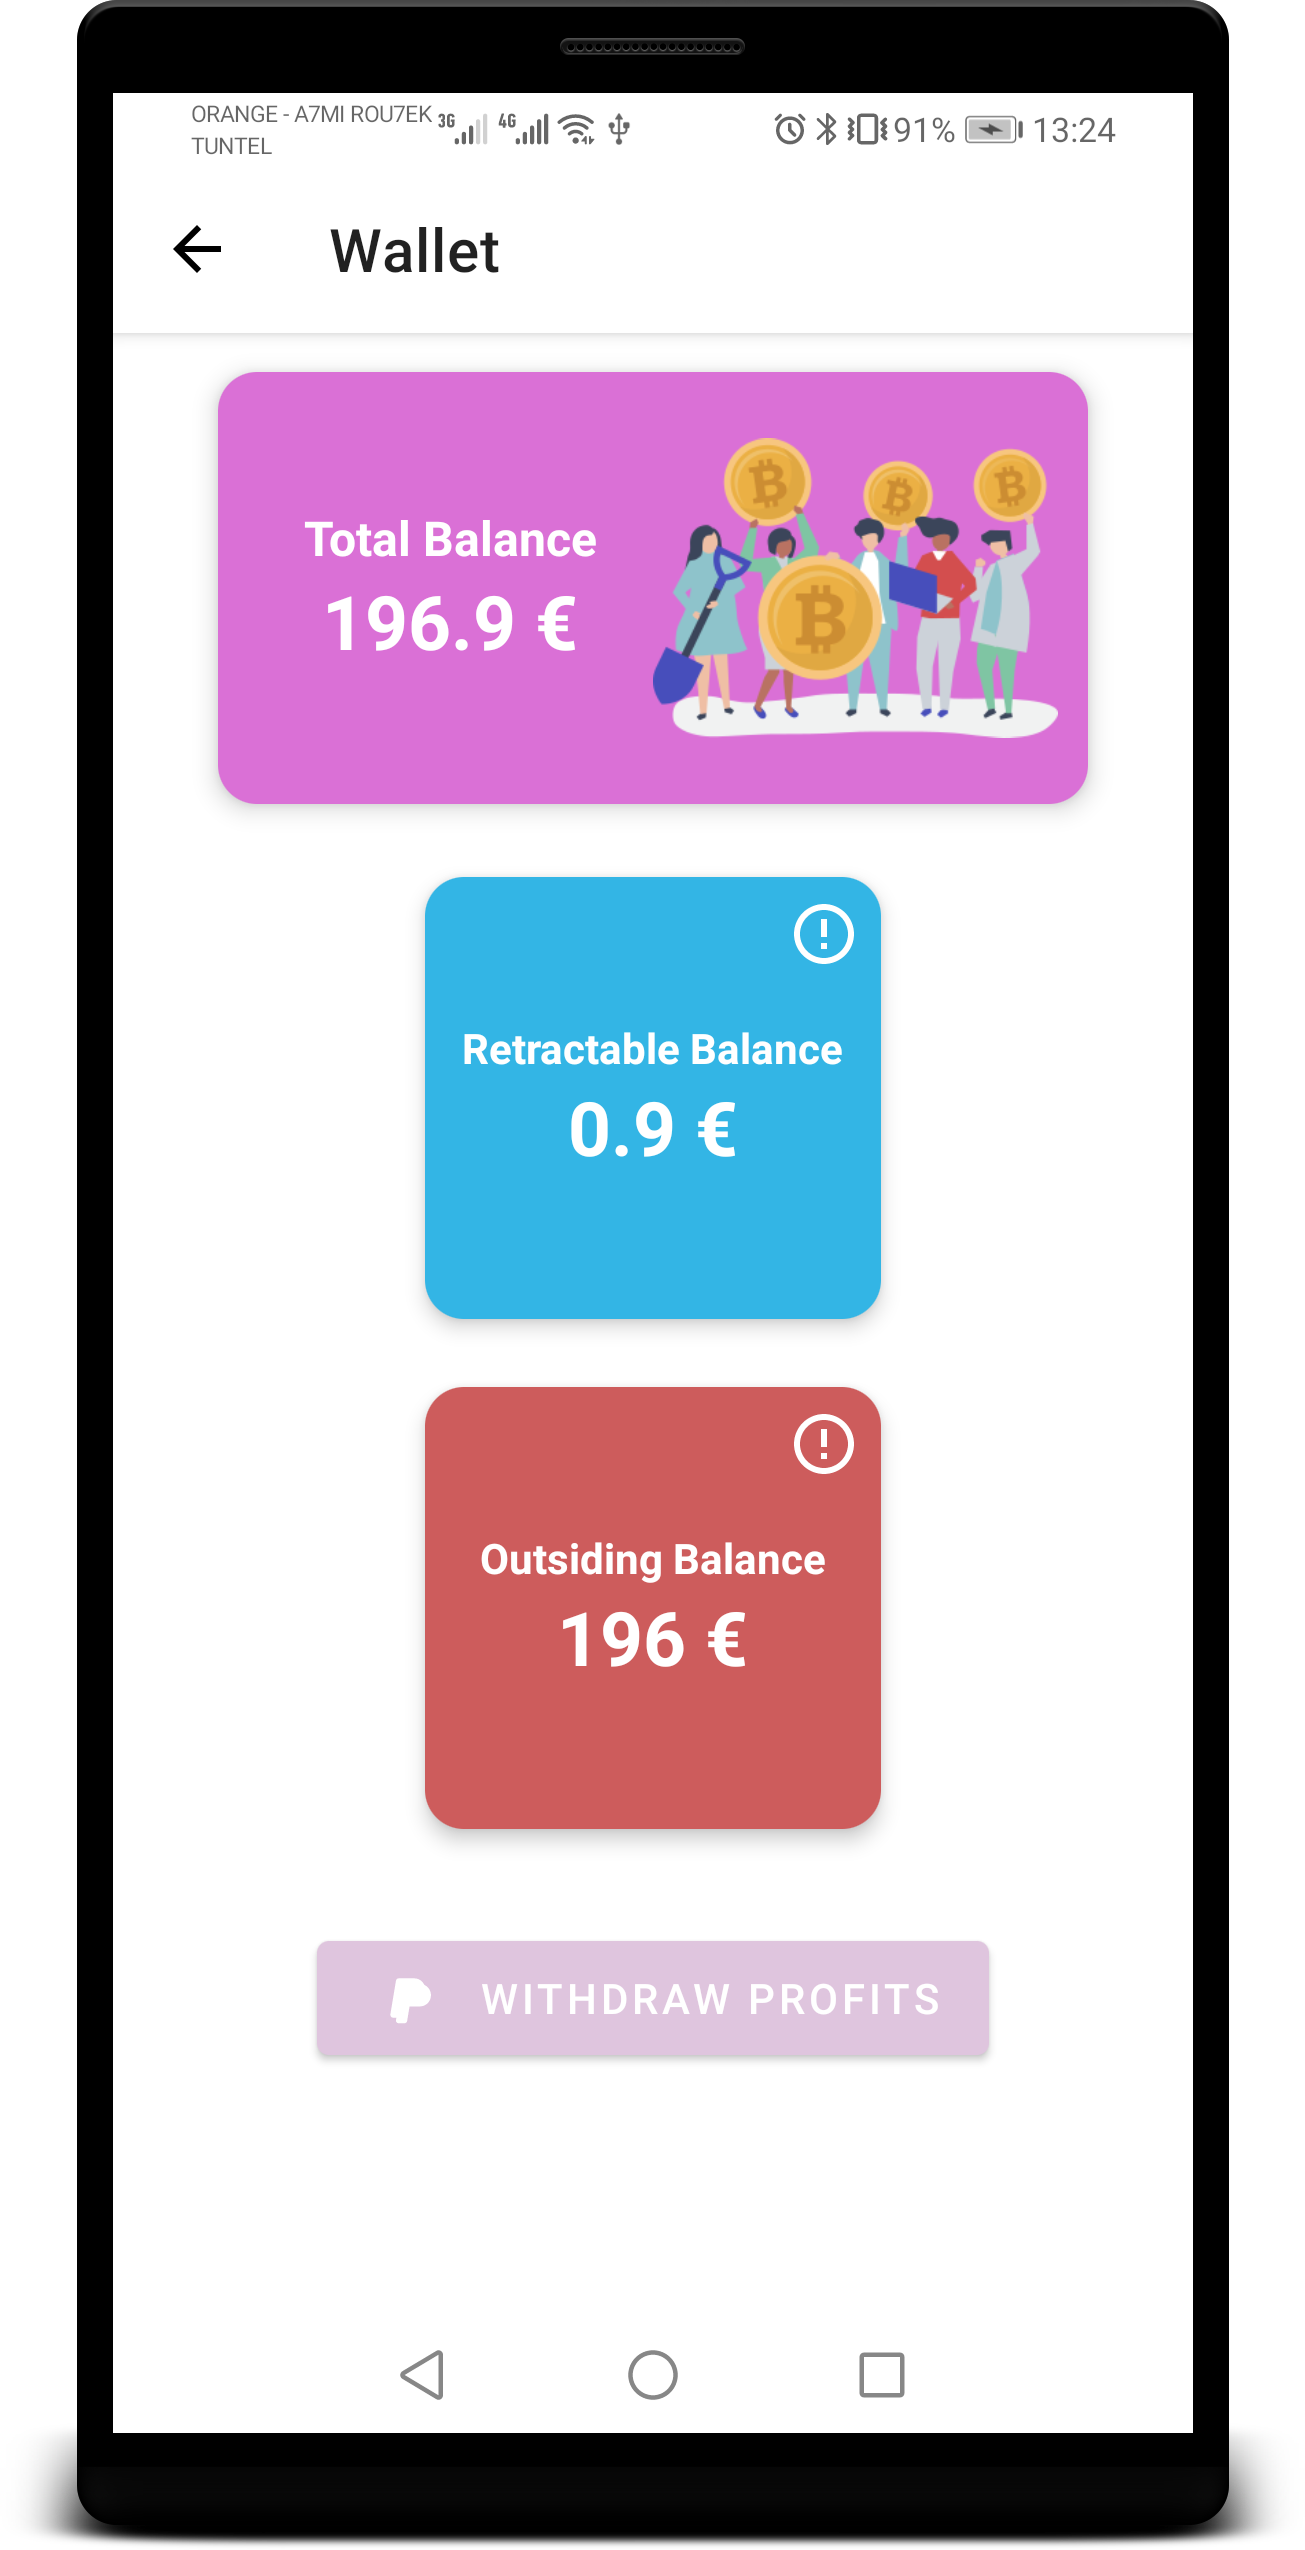 ORANGE - A7MI ROU7EK
TUNTEL
3G 4G 91% 13:24
Wallet
Total Balance
196.9 €
Retractable Balance
0.9 €
Outsiding Balance
196 €
WITHDRAW PROFITS